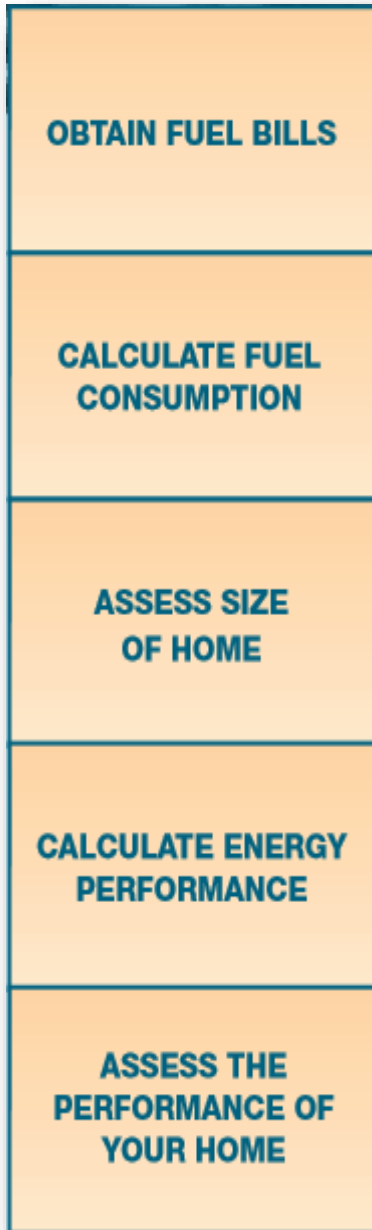 OBTAIN FUEL BILLS
CALCULATE FUEL
CONSUMPTION
ASSESS SIZE
OF HOME
CALCULATE ENERGY
PERFORMANCE
ASSESS THE
PERFORMANCE OF
YOUR HOME